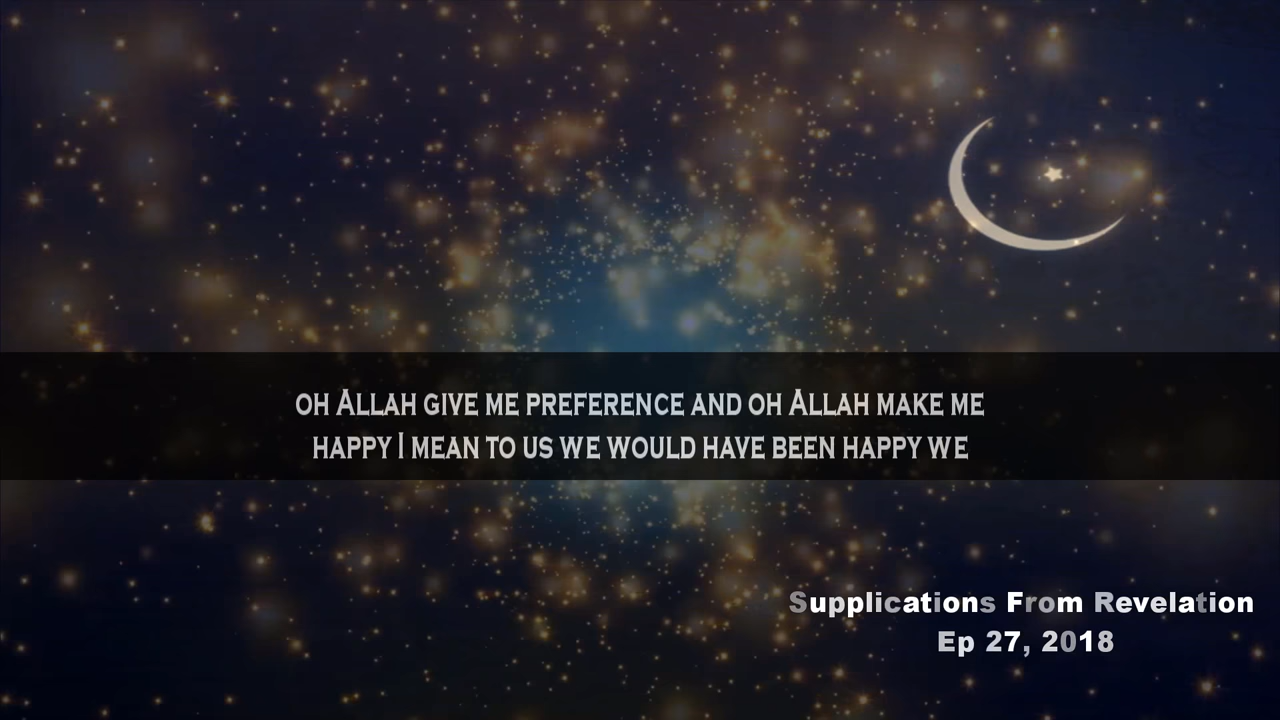 oh Allah give me preference and oh Allah make me
happy I mean to us we would have been happy we
Supplications From Revelation
Ep 27, 2018